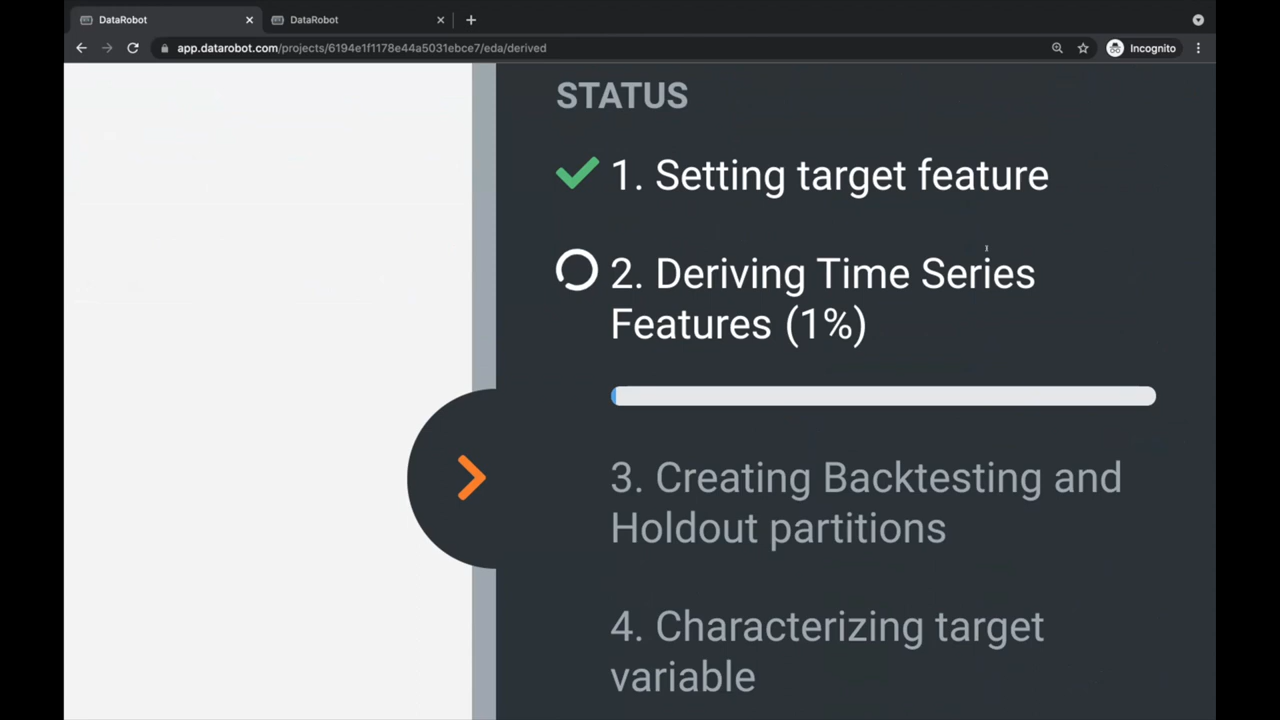 DataRobot
DataRobot
app.datarobot.com/projects/6194e1f1178e44a5031ebce7/eda/derived
Incognito
STATUS
1. Setting target feature
2. Deriving Time Series
Features (1%)
3. Creating Backtesting and
Holdout partitions
4. Characterizing target
variable